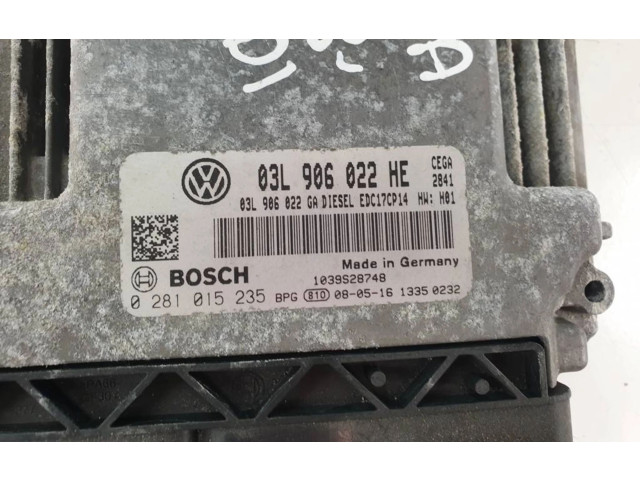 03L 906 022 HE CEGA
2841
03L 906 022 GA DIESEL EDC17CP14 HW: H01
Made in Germany
BOSCH 1039S28748
0 281 015 235 BPG 810 08-05-16 1335 0232